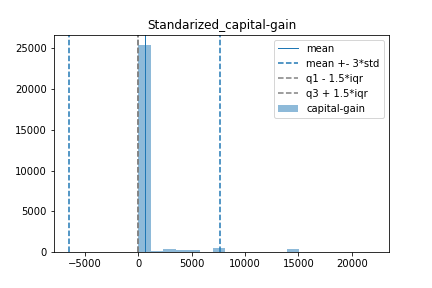 Standarized_capital-gain
25000
20000
15000
10000
5000
0
mean
mean +- 3*std
q1 - 1.5*iqr
q3 + 1.5*iqr
capital-gain
−5000 0 5000 10000 15000 20000